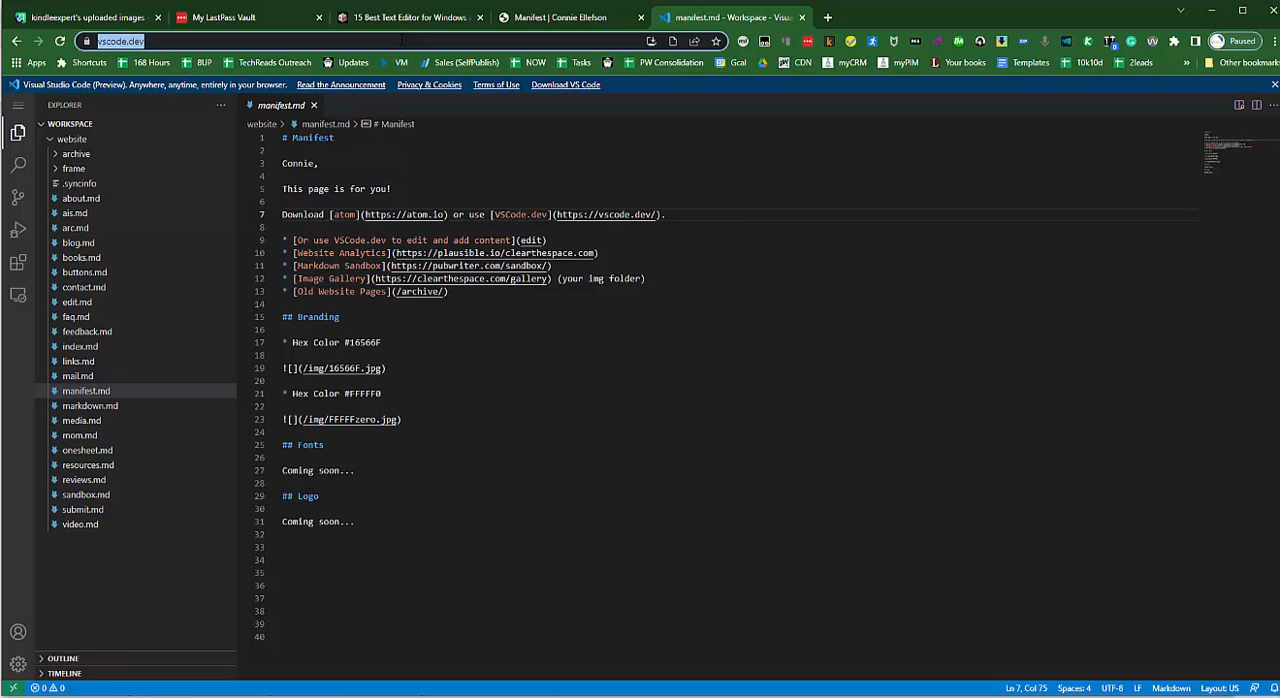 kindleexpert's uploaded images -
My LastPass Vault
15 Best Text Editor for Windows
Manifest | Connie Ellefson
manifest.md - Workspace - Visual
vscode.dev
Paused
Apps
Shortcuts
168 Hours
8UP
TechReads Outreach
Updates
VM
Sales (SelfPublish)
NOW
Tasks
PW Consolidation
Gcal
CDN
myCRM
myPIM
Your books
Templates
10k10d
2leads
»
Other bookmarks
Visual Studio Code (Preview). Anywhere, anytime, entirely in your browser. Read the Announcement Privacy & Cookies Terms of Use Download VS Code
EXPLORER
WORKSPACE
website
archive
frame
.syncinfo
about.md
ais.md
arc.md
blog.md
books.md
buttons.md
contact.md
edit.md
faq.md
feedback.md
index.md
links.md
mail.md
manifest.md
markdown.md
media.md
mom.md
onesheet.md
resources.md
reviews.md
sandbox.md
submit.md
video.md
OUTLINE
TIMELINE
manifest.md
website > manifest.md > # Manifest
1 # Manifest
2
3 Connie,
4
5 This page is for you!
6
7 Download [atom](https://atom.io) or use [VSCode.dev](https://vscode.dev/).
8
9 * [Or use VSCode.dev to edit and add content](edit)
10 * [Website Analytics](https://plausible.io/clearthespace.com)
11 * [Markdown Sandbox](https://pubwriter.com/sandbox/)
12 * [Image Gallery](https://clearthespace.com/gallery) (your img folder)
13 * [Old Website Pages](/archive/)
14
15 ## Branding
16
17 * Hex Color #16566F
18
19 ![](/img/16566F.jpg)
20
21 * Hex Color #FFFFF0
22
23 ![](/img/FFFFFzero.jpg)
24
25 ## Fonts
26
27 Coming soon...
28
29 ## Logo
30
31 Coming soon...
32
33
34
35
36
37
38
39
40
0 0
Ln 7, Col 75 Spaces: 4 UTF-8 LF Markdown Layout: US